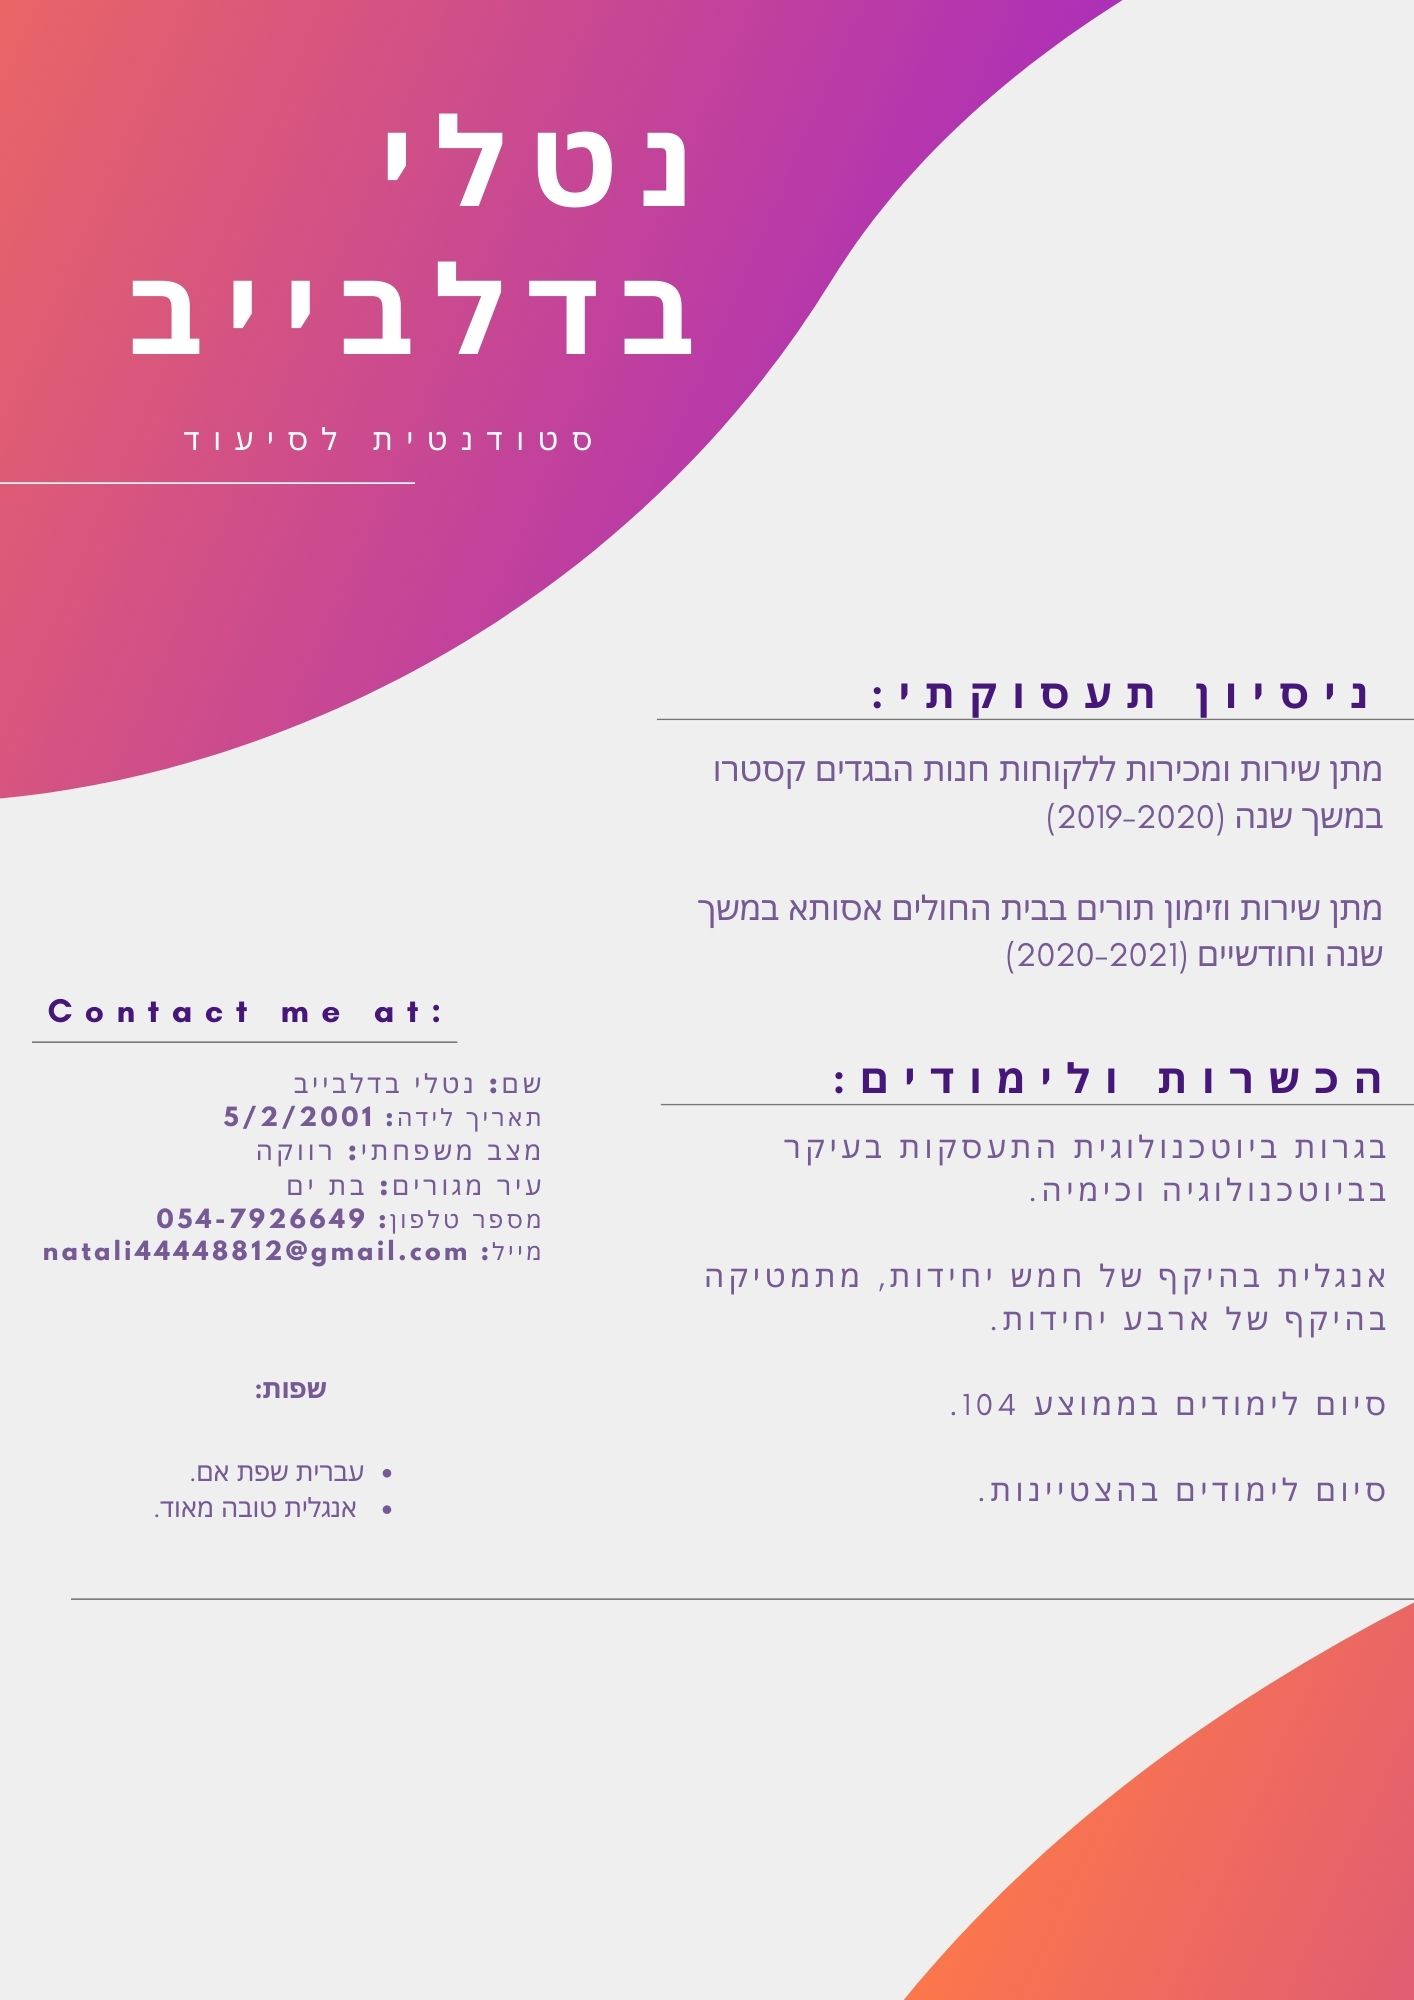 נטלי
בדלבייב
סטודנטית לסיעוד
ניסיון תעסוקתי:
מתן שירות ומכירות ללקוחות חנות הבגדים קסטרו
במשך שנה (2019-2020)
מתן שירות וזימון תורים בבית החולים אסותא במשך
שנה וחודשיים (2020-2021)
הכשרות ולימודים:
בגרות ביוטכנולוגית התעסקות בעיקר
בביוטכנולוגיה וכימיה.
אנגלית בהיקף של חמש יחידות, מתמטיקה
בהיקף של ארבע יחידות.
סיום לימודים בממוצע 104.
סיום לימודים בהצטיינות.
Contact me at:
שם: נטלי בדלבייב
תאריך לידה: 5/2/2001
מצב משפחתי: רווקה
עיר מגורים: בת ים
מספר טלפון: 054-7926649
מייל: natali44448812@gmail.com
שפות:
• עברית שפת אם.
• אנגלית טובה מאוד.